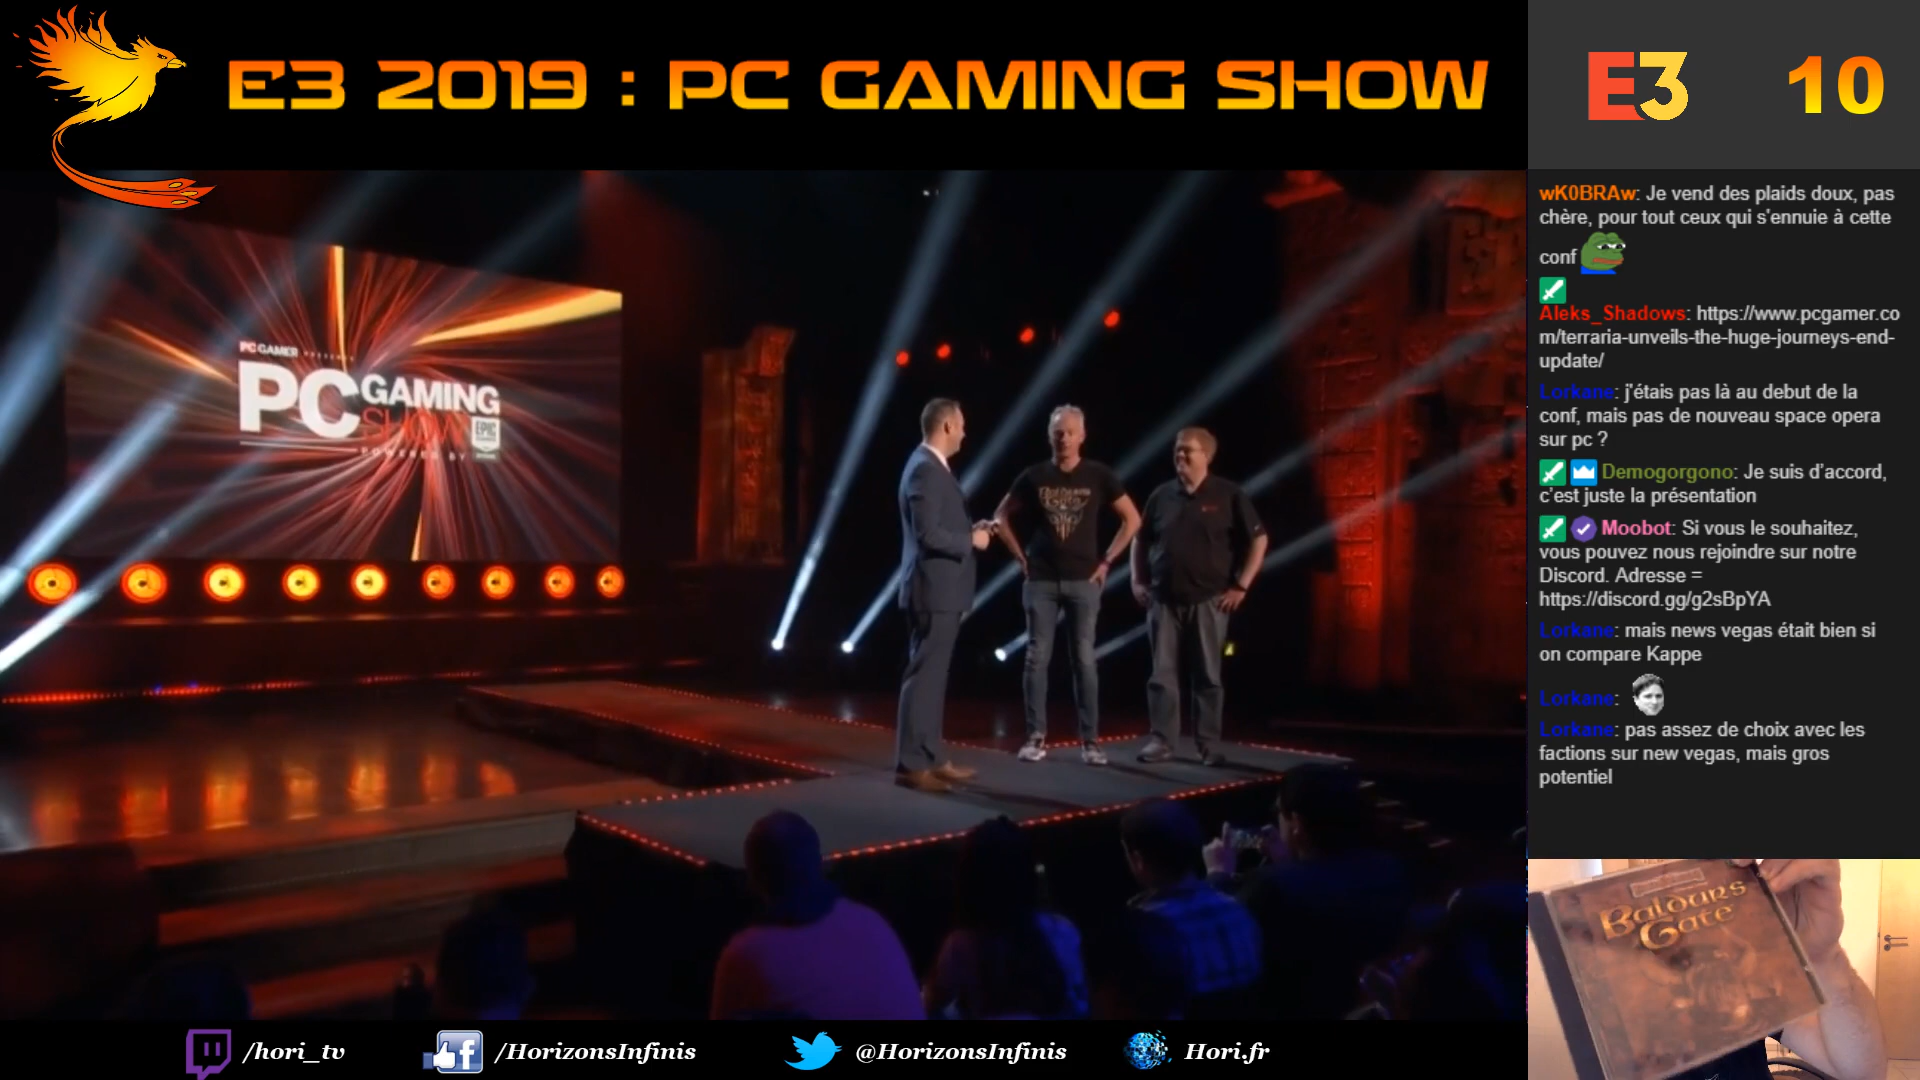 E3 2019 : PC GAMING SHOW
E3
10
PC GAMER PRESENTS
PC GAMING
SHOW
EPIC
GAMES
POWERED BY
wK0BRAw: Je vend des plaids doux, pas
chère, pour tout ceux qui s'ennuie à cette
conf
Aleks_Shadows: https://www.pcgamer.co
m/terraria-unveils-the-huge-journeys-end-
update/
Lorkane: j'étais pas là au debut de la
conf, mais pas de nouveau space opera
sur pc ?
Demogorgono: Je suis d'accord,
c'est juste la présentation
Moobot: Si vous le souhaitez,
vous pouvez nous rejoindre sur notre
Discord. Adresse =
https://discord.gg/g2sBpYA
Lorkane: mais news vegas était bien si
on compare Kappe
Lorkane:
Lorkane: pas assez de choix avec les
factions sur new vegas, mais gros
potentiel
Baldur's
Gate
/hori_tv
/HorizonsInfinis
@HorizonsInfinis
Hori.fr